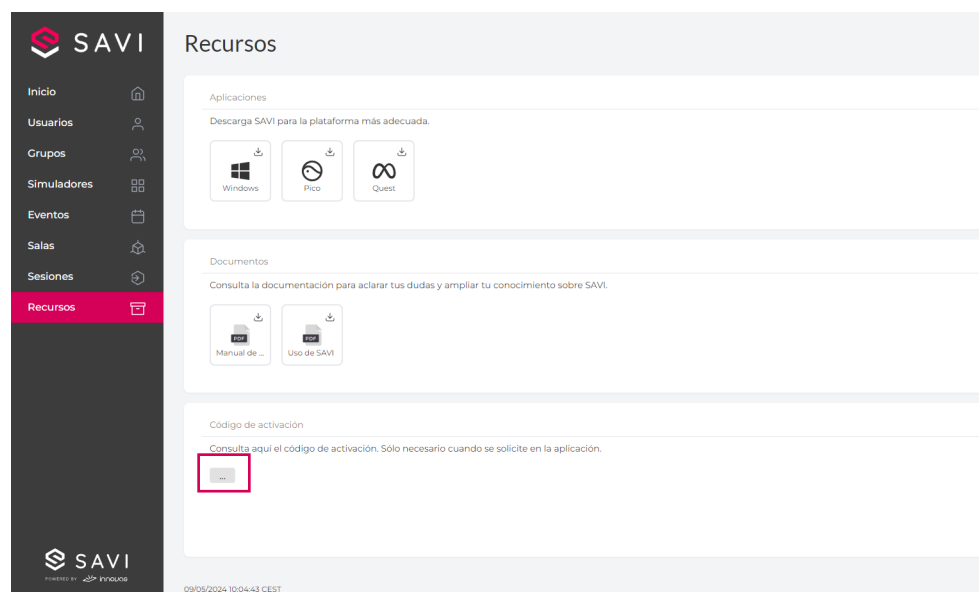 SAVI
Recursos
Inicio
Usuarios
Grupos
Simuladores
Eventos
Salas
Sesiones
Recursos
Aplicaciones
Descarga SAVI para la plataforma más adecuada.
Windows
Pico
Quest
Documentos
Consulta la documentación para aclarar tus dudas y ampliar tu conocimiento sobre SAVI.
PDF
Manual de ...
PDF
Uso de SAVI
Código de activación
Consulta aquí el código de activación. Sólo necesario cuando se solicite en la aplicación.
...
SAVI
POWERED BY innovae
09/05/2024 10:04:43 CEST